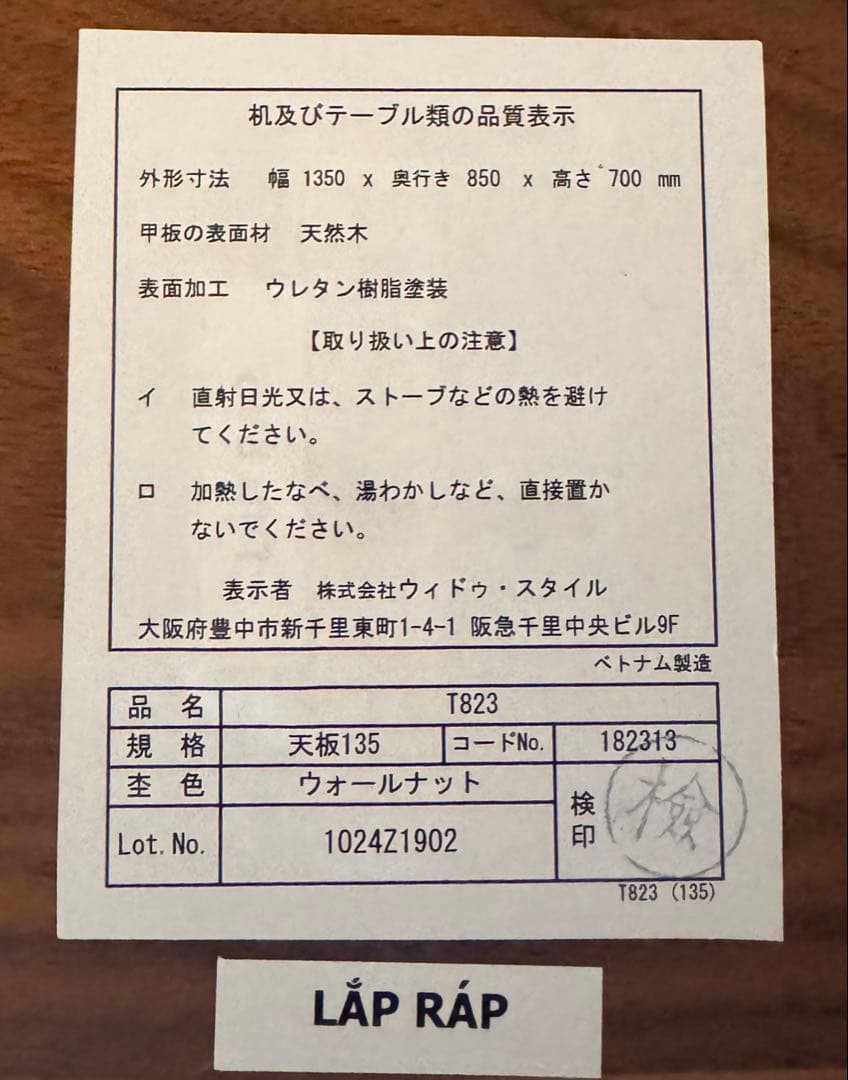 机及びテーブル類の品質表示
外形寸法 幅 1350 x 奥行き 850 x 高さ 700 mm
甲板の表面材 天然木
表面加工 ウレタン樹脂塗装
【取り扱い上の注意】
イ 直射日光又は、ストーブなどの熱を避け
てください。
ロ 加熱したなべ、湯わかしなど、直接置か
ないでください。
表示者 株式会社ウィドゥ・スタイル
大阪府豊中市新千里東町1-4-1 阪急千里中央ビル9F
ベトナム製造
品 名 T823
規 格 天板135 コードNo. 182313
杢 色 ウォールナット
検印 検
Lot. No. 1024Z1902
T823 (135)
LẮP RÁP